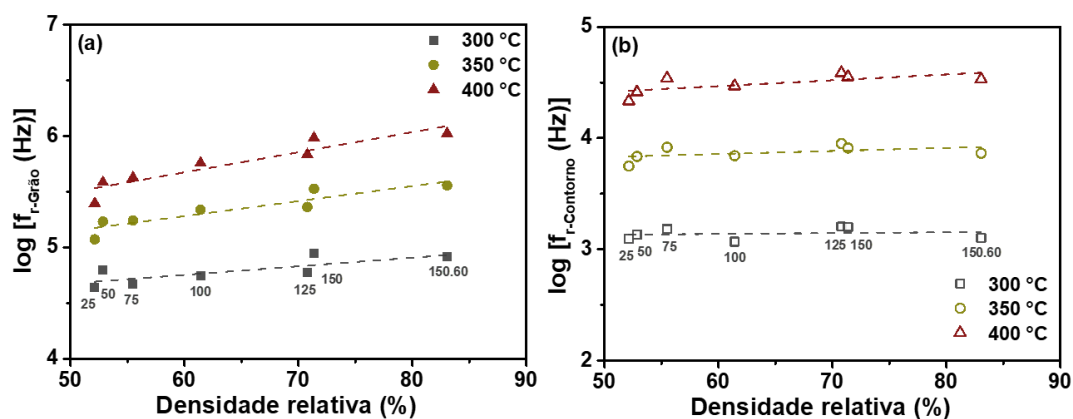 (a)
300 °C
350 °C
400 °C
log [f r-Grão (Hz)]
7
6
5
4
25
50
75
100
125
150
150.60
50 60 70 80 90
Densidade relativa (%)
(b)
log [f r-Contorno (Hz)]
5
4
3
2
25
50
75
100
125 150
150.60
300 °C
350 °C
400 °C
50 60 70 80 90
Densidade relativa (%)